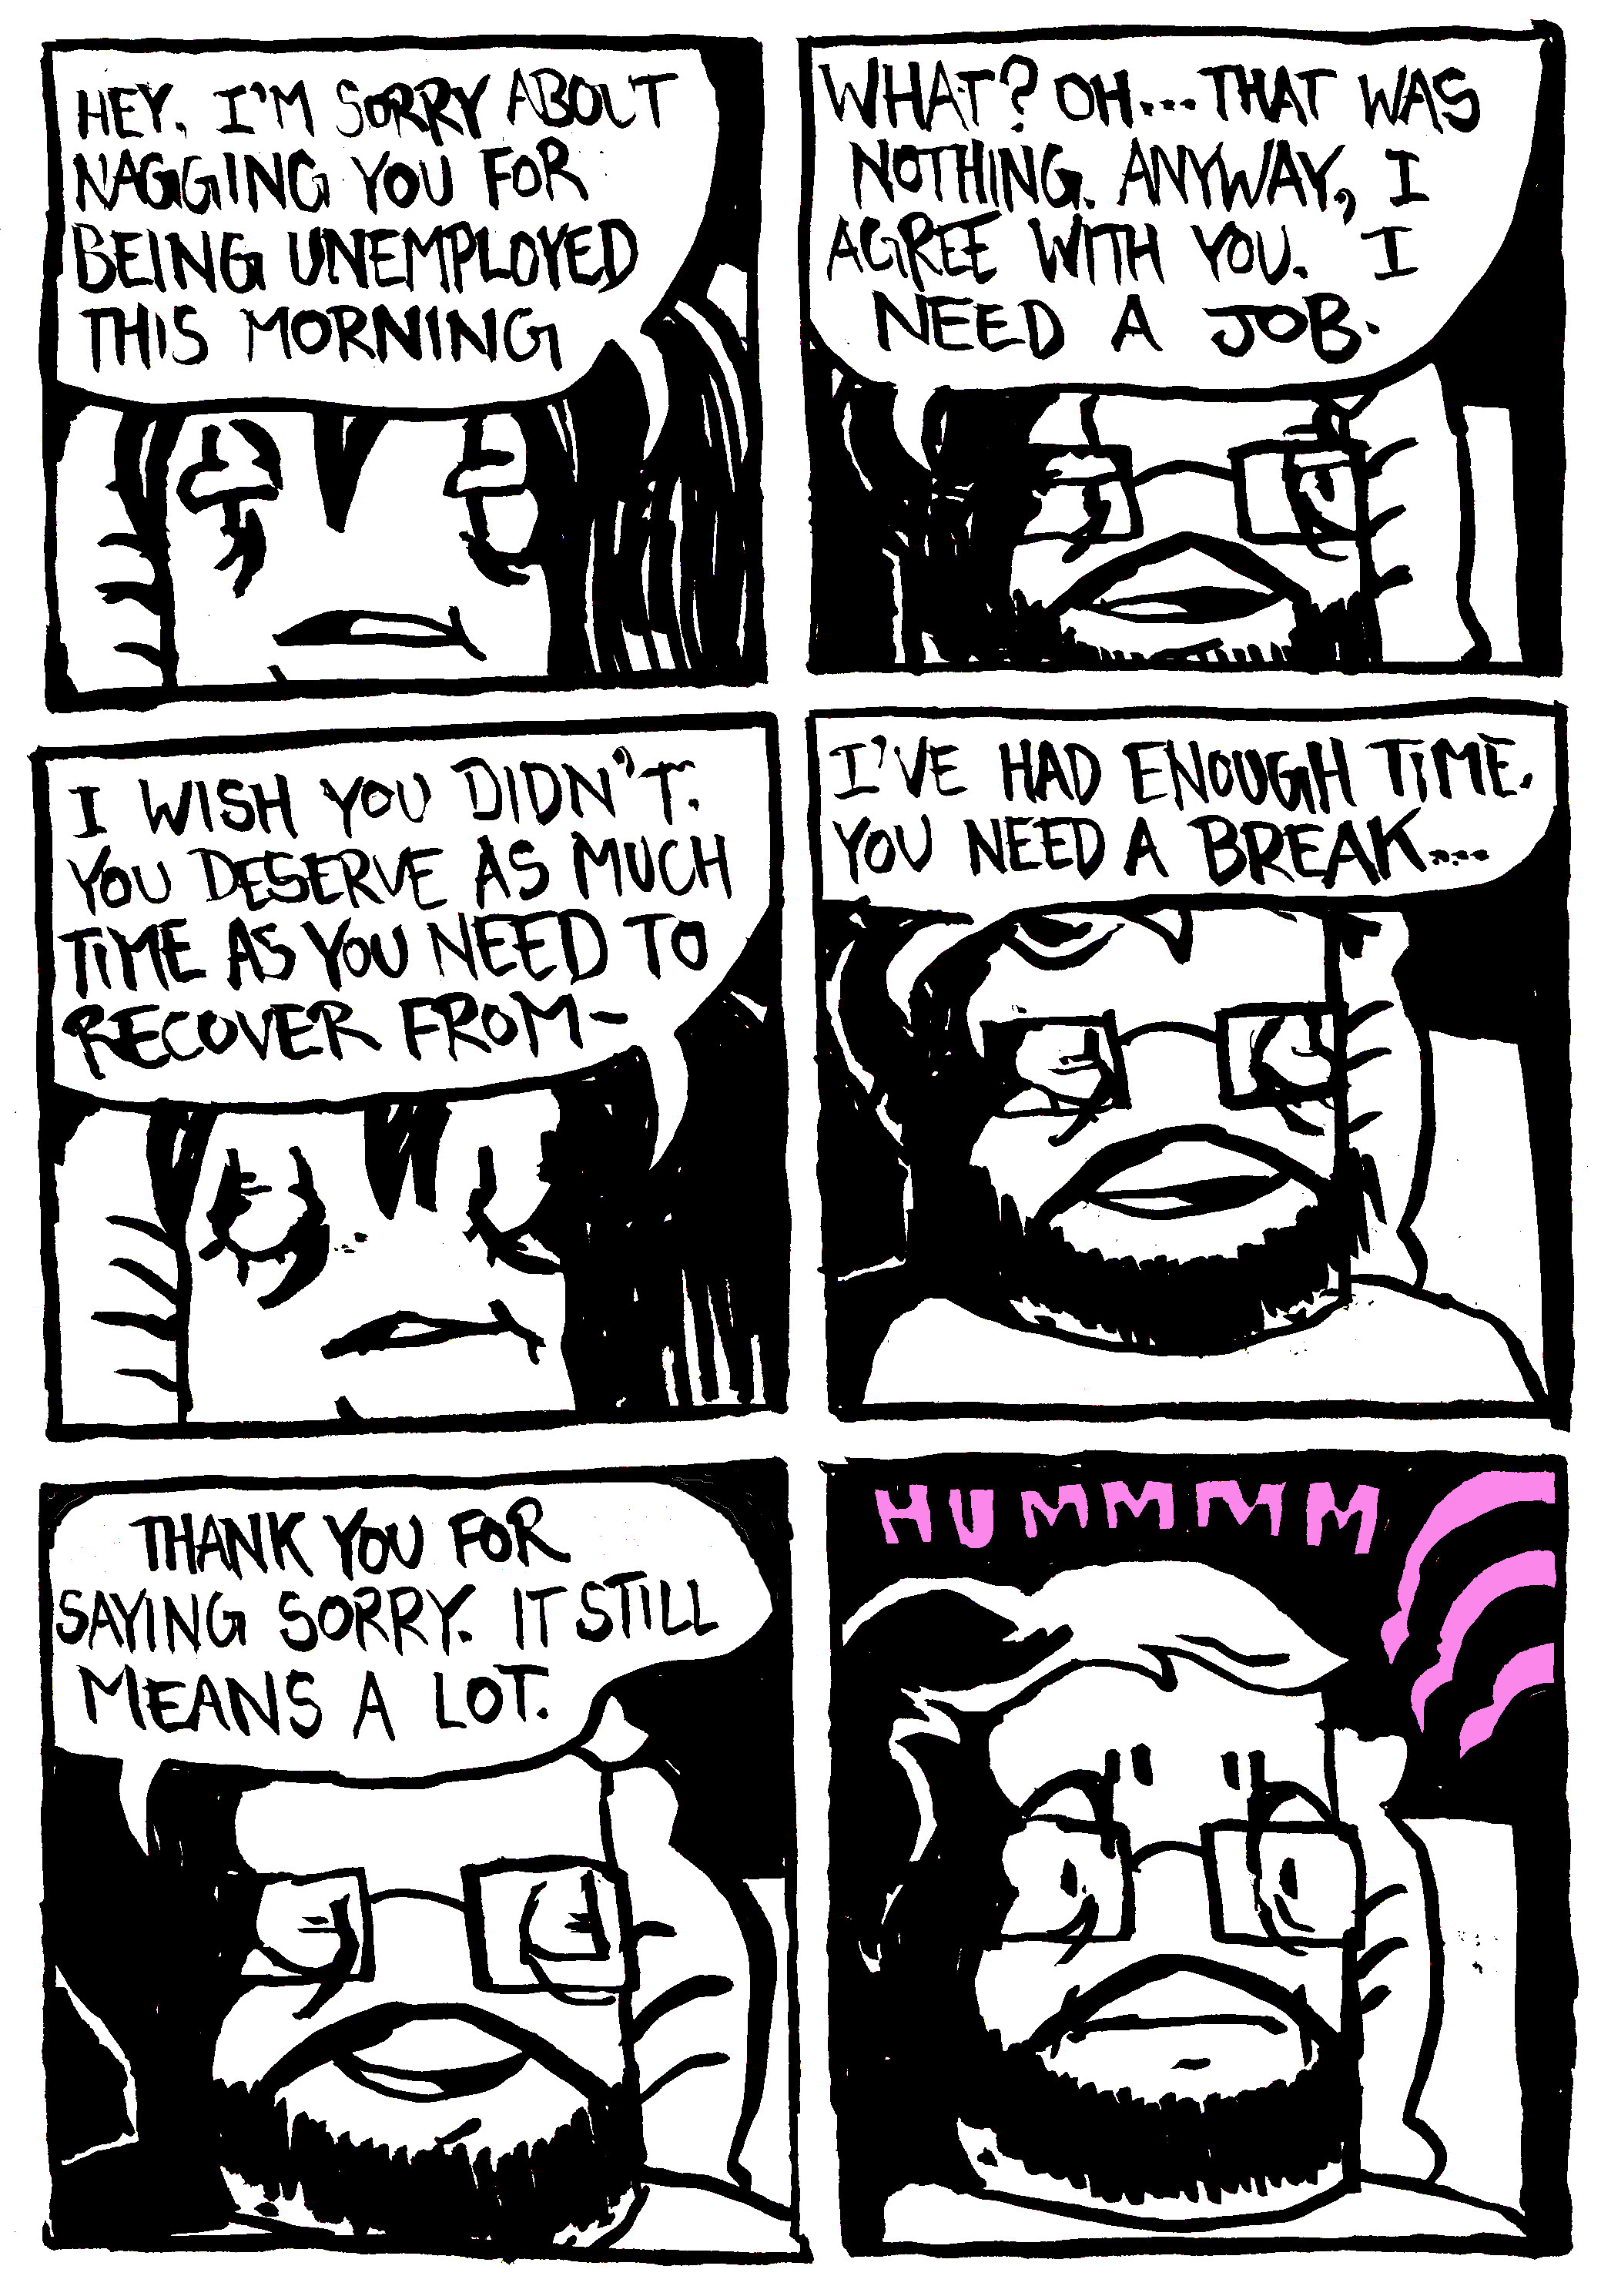 HEY. I'M SORRY ABOUT
NAGGING YOU FOR
BEING UNEMPLOYED
THIS MORNING
WHAT? OH...THAT WAS
NOTHING. ANYWAY, I
AGREE WITH YOU. I
NEED A JOB.
I WISH YOU DIDN'T.
YOU DESERVE AS MUCH
TIME AS YOU NEED TO
RECOVER FROM-
I'VE HAD ENOUGH TIME.
YOU NEED A BREAK...
THANK YOU FOR
SAYING SORRY. IT STILL
MEANS A LOT.
HUMMMM